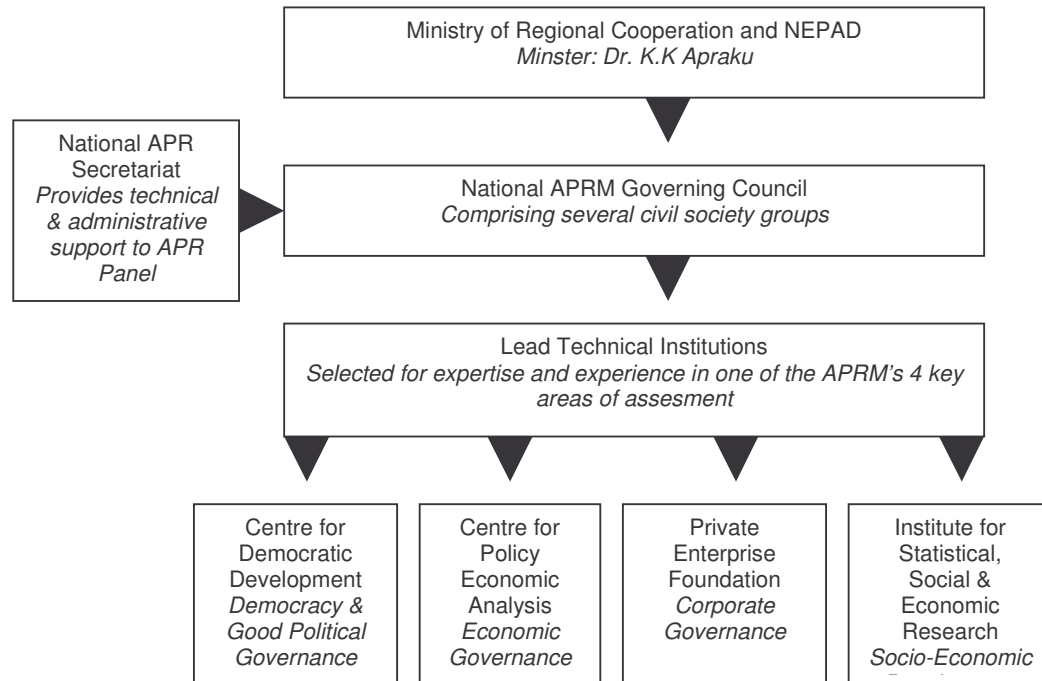 Ministry of Regional Cooperation and NEPAD
Minster: Dr. K.K Apraku
National APR
Secretariat
Provides technical
& administrative
support to APR
Panel
National APRM Governing Council
Comprising several civil society groups
Lead Technical Institutions
Selected for expertise and experience in one of the APRM's 4 key
areas of assesment
Centre for
Democratic
Development
Democracy &
Good Political
Governance
Centre for
Policy
Economic
Analysis
Economic
Governance
Private
Enterprise
Foundation
Corporate
Governance
Institute for
Statistical,
Social &
Economic
Research
Socio-Economic